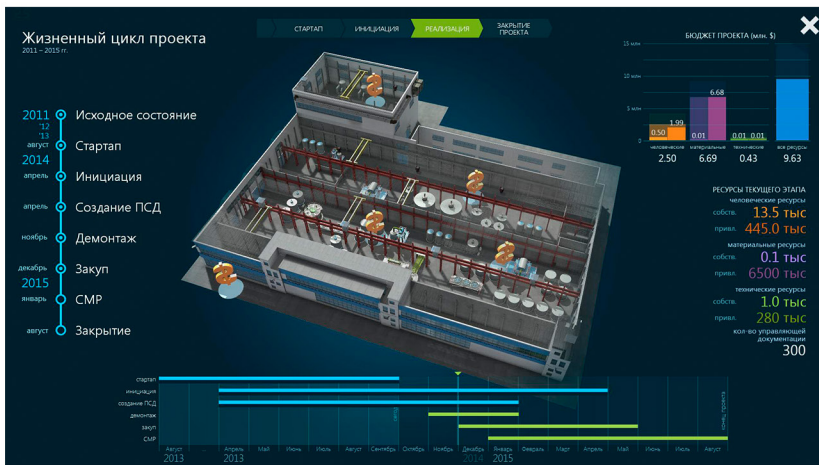 Жизненный цикл проекта
2011 – 2015 гг.
СТАРТАП
ИНИЦИАЦИЯ
РЕАЛИЗАЦИЯ
ЗАКРЫТИЕ
ПРОЕКТА
2011
'12
'13
август
2014
апрель
апрель
ноябрь
декабрь
2015
январь
август
Исходное состояние
Стартап
Инициация
Создание ПСД
Демонтаж
Закуп
СМР
Закрытие
БЮДЖЕТ ПРОЕКТА (млн. $)
15 млн
10 млн
5 млн
0
0.50 1.99
0.01 6.68
0.01 0.01
человеческие материальные технические все ресурсы
2.50 6.69 0.43 9.63
РЕСУРСЫ ТЕКУЩЕГО ЭТАПА
человеческие ресурсы
собств. 13.5 тыс
привл. 445.0 тыс
материальные ресурсы
собств. 0.1 тыс
привл. 6500 тыс
технические ресурсы
собств. 1.0 тыс
привл. 280 тыс
кол-во управляющей
документации
300
стартап
инициация
создание ПСД
демонтаж
закуп
СМР
Август ... Апрель Май Июнь Июль Август Сентябрь Октябрь Ноябрь Декабрь Январь Февраль Март Апрель Май Июнь Июль Август
2013 2013 2014 2015